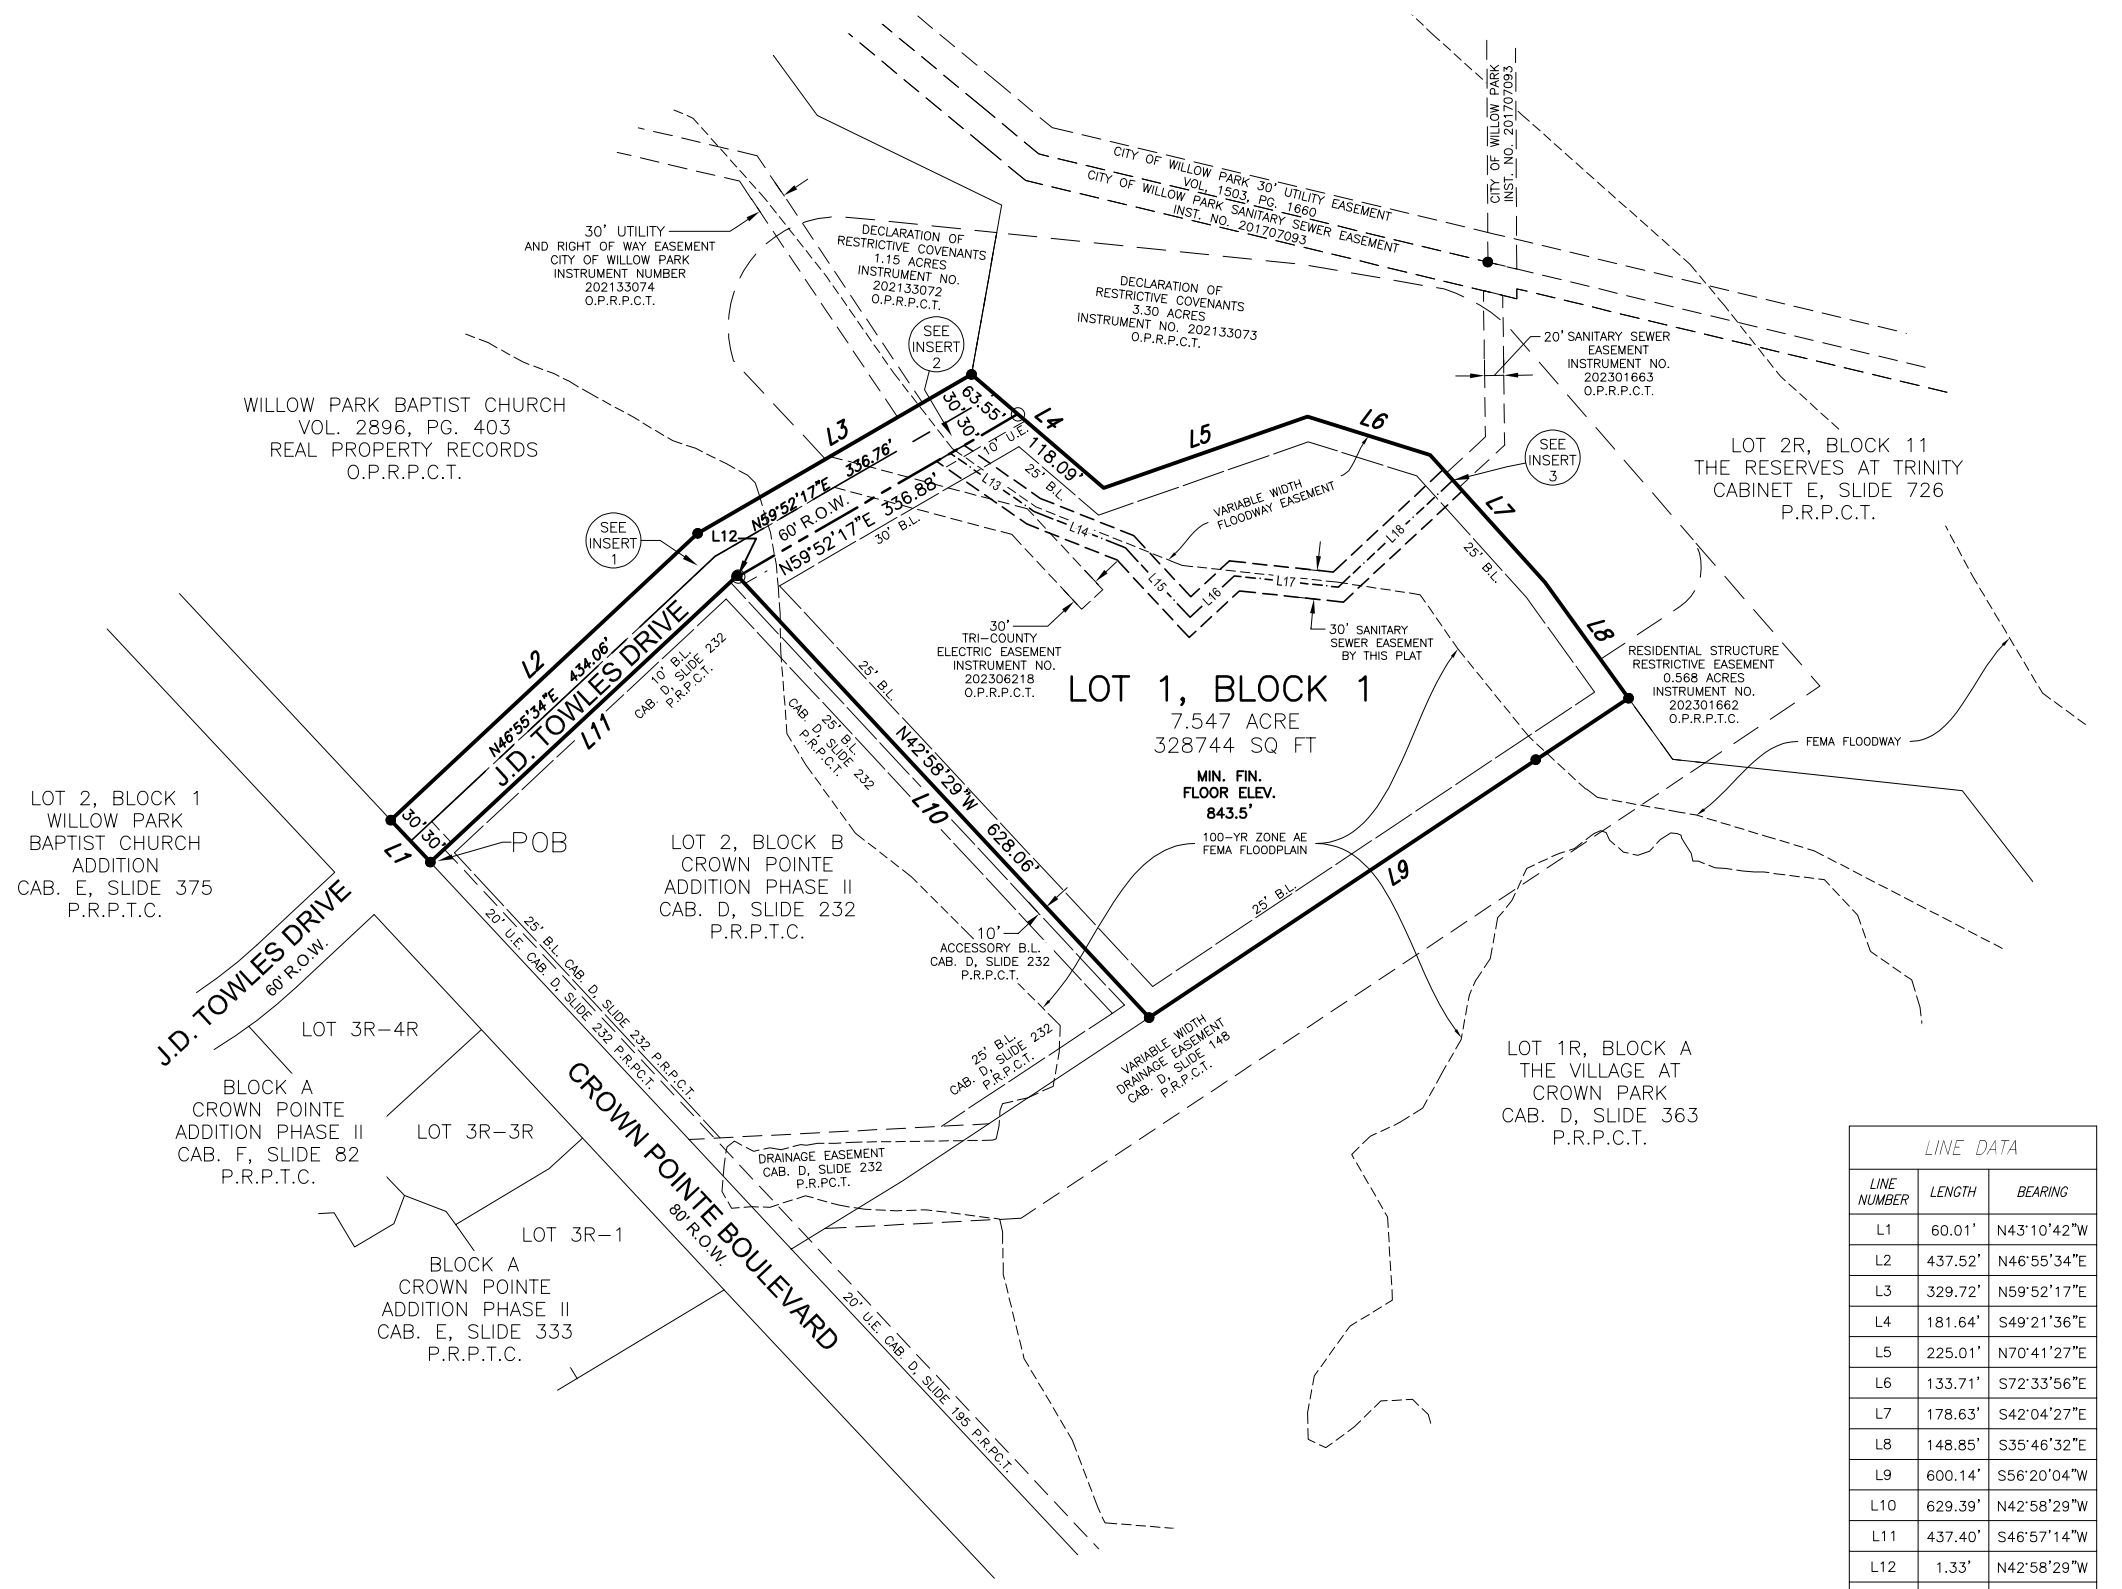 CITY OF WILLOW PARK
INST. NO. 201707093
CITY OF WILLOW PARK 30' UTILITY EASEMENT
VOL, 1503, PG. 1660
CITY OF WILLOW PARK SANITARY SEWER EASEMENT
INST. NO. 201707093
30' UTILITY
AND RIGHT OF WAY EASEMENT
CITY OF WILLOW PARK
INSTRUMENT NUMBER
202133074
O.P.R.P.C.T.
DECLARATION OF
RESTRICTIVE COVENANTS
1.15 ACRES
INSTRUMENT NO.
202133072
O.P.R.P.C.T.
DECLARATION OF
RESTRICTIVE COVENANTS
3.30 ACRES
INSTRUMENT NO. 202133073
O.P.R.P.C.T.
SEE
INSERT
2
20' SANITARY SEWER
EASEMENT
INSTRUMENT NO.
202301663
O.P.R.P.C.T.
WILLOW PARK BAPTIST CHURCH
VOL. 2896, PG. 403
REAL PROPERTY RECORDS
O.P.R.P.C.T.
63.55'
30'
30'
10' U.E.
L4
118.09'
25' B.L.
L3
336.76'
N59°52'17"E
60' R.O.W.
N59°52'17"E 336.88'
30' B.L.
L5
L6
SEE
INSERT
3
LOT 2R, BLOCK 11
THE RESERVES AT TRINITY
CABINET E, SLIDE 726
P.R.P.C.T.
SEE
INSERT
1
L12
L13
L14
L15
L16
L17
L18
VARIABLE WIDTH
FLOODWAY EASEMENT
L7
25' B.L.
L8
L2
N46°55'34"E 434.06'
J.D. TOWLES DRIVE
L11
10' B.L.
CAB. D, SLIDE 232
P.R.P.C.T.
30'
TRI-COUNTY
ELECTRIC EASEMENT
INSTRUMENT NO.
202306218
O.P.R.P.C.T.
30' SANITARY
SEWER EASEMENT
BY THIS PLAT
RESIDENTIAL STRUCTURE
RESTRICTIVE EASEMENT
0.568 ACRES
INSTRUMENT NO.
202301662
O.P.R.P.T.C.
25' B.L.
25' B.L.
CAB. D, SLIDE 232
P.R.P.C.T.
N42°58'29"W 628.06'
L10
LOT 1, BLOCK 1
7.547 ACRE
328744 SQ FT
MIN. FIN.
FLOOR ELEV.
843.5'
FEMA FLOODWAY
100-YR ZONE AE
FEMA FLOODPLAIN
LOT 2, BLOCK 1
WILLOW PARK
BAPTIST CHURCH
ADDITION
CAB. E, SLIDE 375
P.R.P.T.C.
30'
30'
L1
POB
LOT 2, BLOCK B
CROWN POINTE
ADDITION PHASE II
CAB. D, SLIDE 232
P.R.P.T.C.
L9
25' B.L.
10'
ACCESSORY B.L.
CAB. D, SLIDE 232
P.R.P.C.T.
J.D. TOWLES DRIVE
60' R.O.W.
25' B.L. CAB. D, SLIDE 232 P.R.P.C.T.
20' U.E. CAB. D, SLIDE 232 P.R.PC.T.
LOT 3R-4R
BLOCK A
CROWN POINTE
ADDITION PHASE II
CAB. F, SLIDE 82
P.R.P.T.C.
LOT 3R-3R
LOT 3R-1
BLOCK A
CROWN POINTE
ADDITION PHASE II
CAB. E, SLIDE 333
P.R.P.T.C.
CROWN POINTE BOULEVARD
80' R.O.W.
25' B.L.
CAB. D, SLIDE 232
P.R.P.C.T.
VARIABLE WIDTH
DRAINAGE EASEMENT
CAB. D, SLIDE 148
P.R.P.C.T.
DRAINAGE EASEMENT
CAB. D, SLIDE 232
P.R.PC.T.
20' U.E. CAB. D, SLIDE 195 P.R.PC.T.
LOT 1R, BLOCK A
THE VILLAGE AT
CROWN PARK
CAB. D, SLIDE 363
P.R.P.C.T.
LINE DATA
LINE NUMBER LENGTH BEARING
L1 60.01' N43°10'42"W
L2 437.52' N46°55'34"E
L3 329.72' N59°52'17"E
L4 181.64' S49°21'36"E
L5 225.01' N70°41'27"E
L6 133.71' S72°33'56"E
L7 178.63' S42°04'27"E
L8 148.85' S35°46'32"E
L9 600.14' S56°20'04"W
L10 629.39' N42°58'29"W
L11 437.40' S46°57'14"W
L12 1.33' N42°58'29"W